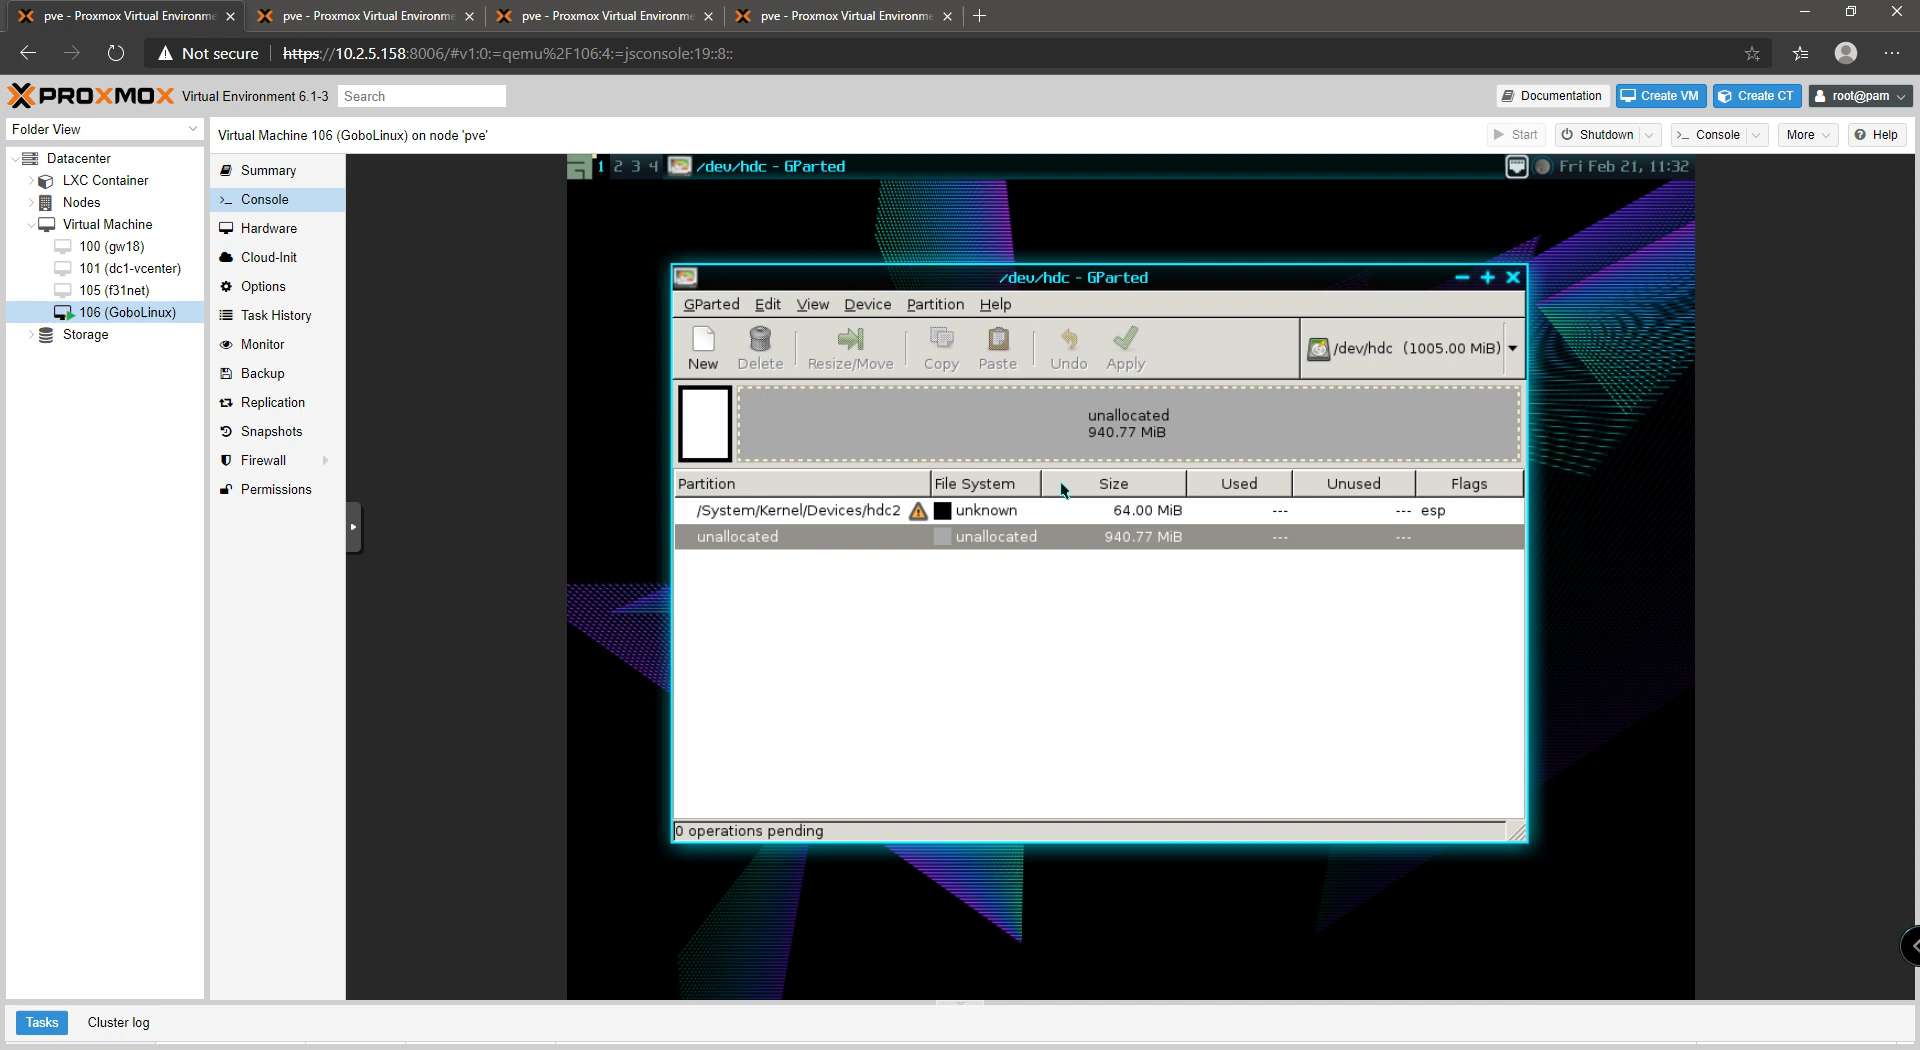 pve - Proxmox Virtual Environme
pve - Proxmox Virtual Environme
pve - Proxmox Virtual Environme
pve - Proxmox Virtual Environme
Not secure
https://10.2.5.158:8006/#v1:0:=qemu%2F106:4:=jsconsole:19::8::
PROXMOX Virtual Environment 6.1-3
Search
Documentation
Create VM
Create CT
root@pam
Folder View
Virtual Machine 106 (GoboLinux) on node 'pve'
Start
Shutdown
Console
More
Help
Datacenter
LXC Container
Nodes
Virtual Machine
100 (gw18)
101 (dc1-vcenter)
105 (f31net)
106 (GoboLinux)
Storage
Summary
Console
Hardware
Cloud-Init
Options
Task History
Monitor
Backup
Replication
Snapshots
Firewall
Permissions
1 2 3 4 /dev/hdc - GParted
Fri Feb 21, 11:32
/dev/hdc - GParted
GParted Edit View Device Partition Help
New Delete Resize/Move Copy Paste Undo Apply
/dev/hdc (1005.00 MiB)
unallocated
940.77 MiB
Partition File System Size Used Unused Flags
/System/Kernel/Devices/hdc2 unknown 64.00 MiB --- --- esp
unallocated unallocated 940.77 MiB --- ---
0 operations pending
Tasks
Cluster log